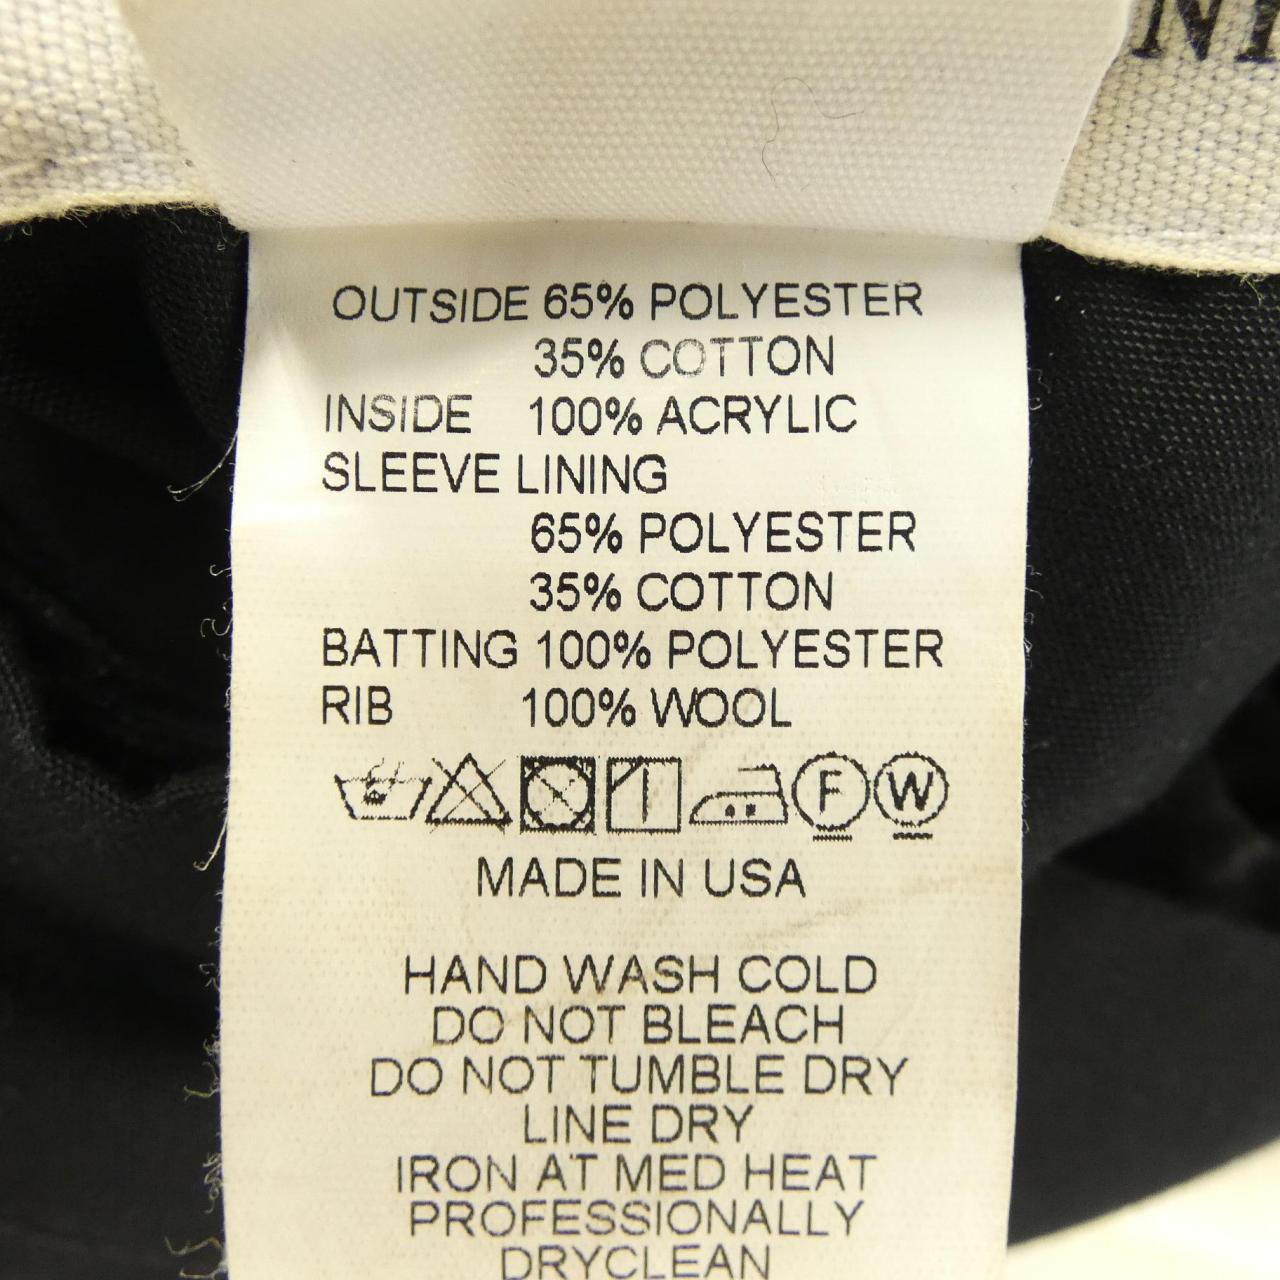 OUTSIDE 65% POLYESTER
35% COTTON
INSIDE 100% ACRYLIC
SLEEVE LINING
65% POLYESTER
35% COTTON
BATTING 100% POLYESTER
RIB 100% WOOL
F W
MADE IN USA
HAND WASH COLD
DO NOT BLEACH
DO NOT TUMBLE DRY
LINE DRY
IRON AT MED HEAT
PROFESSIONALLY
DRYCLEAN